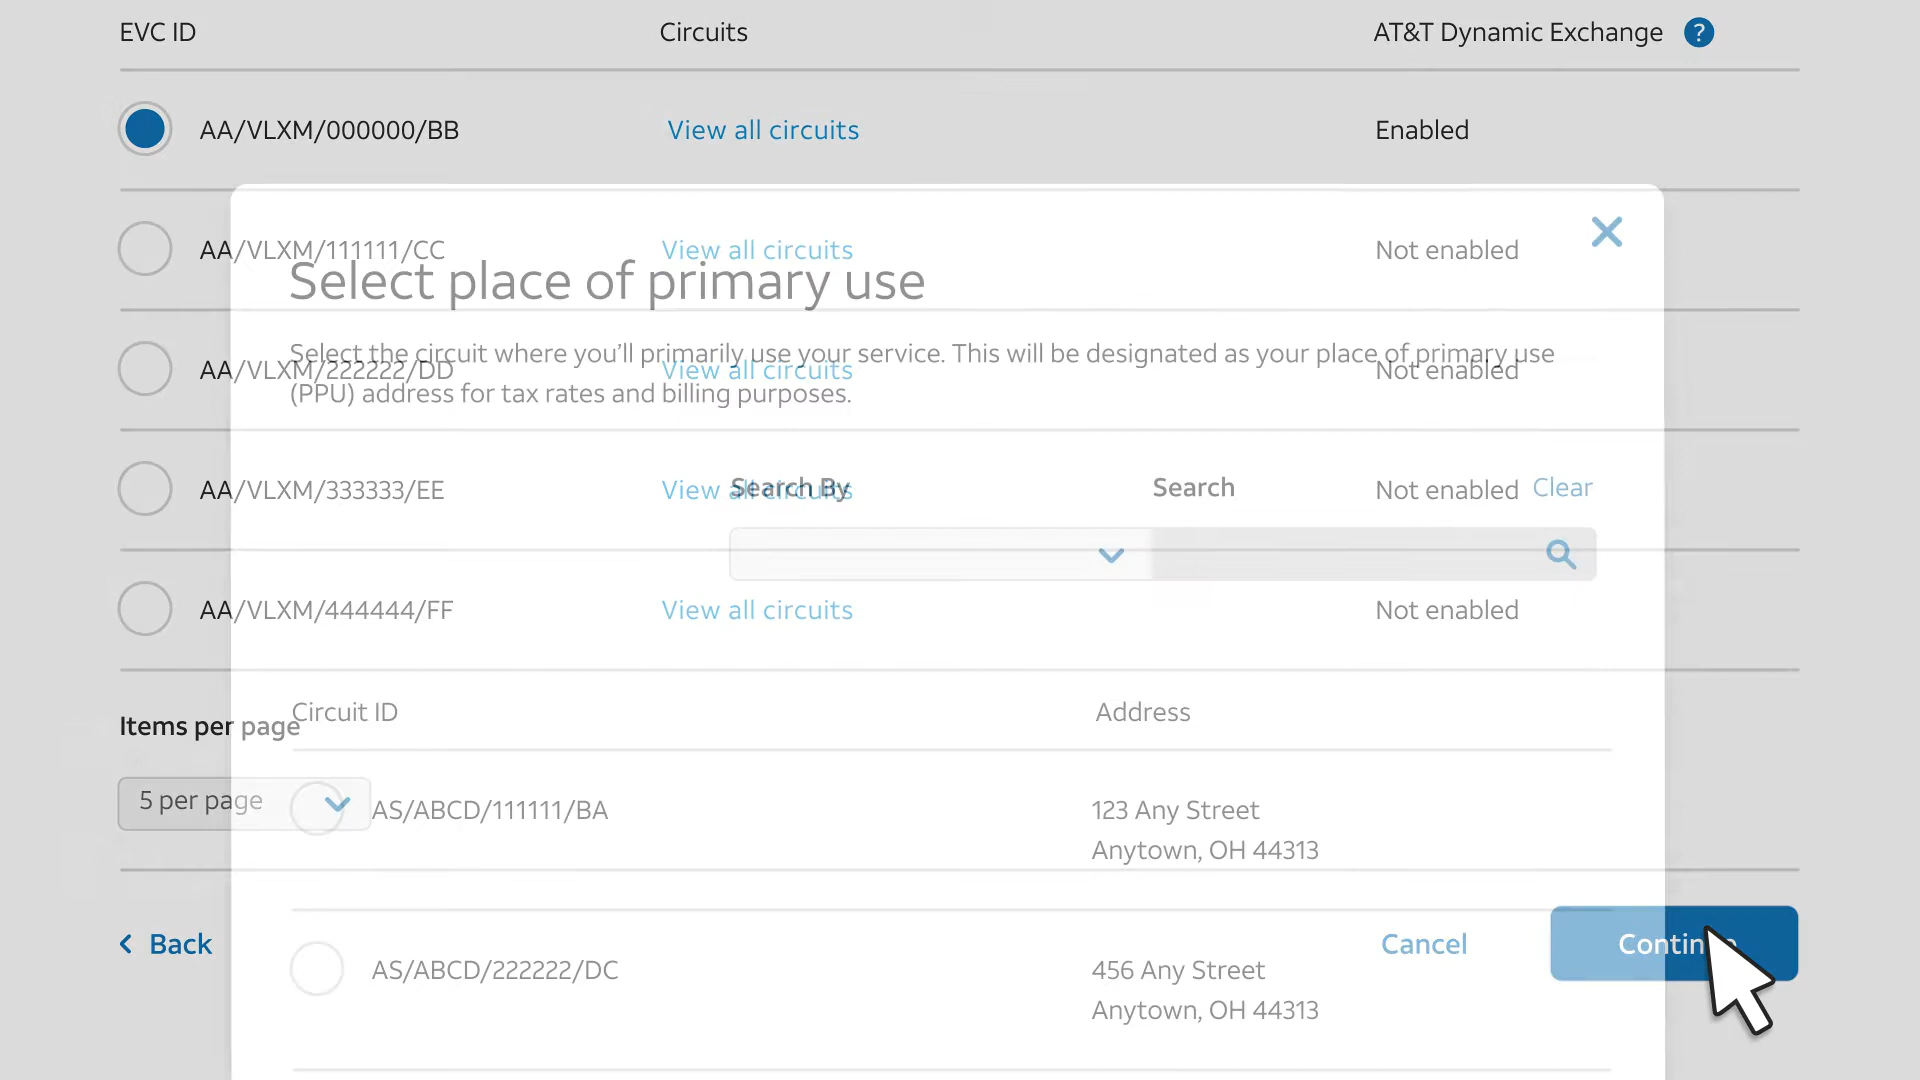 EVC ID Circuits AT&T Dynamic Exchange ?
AA/VLXM/000000/BB View all circuits Enabled
AA/VLXM/111111/CC View all circuits Not enabled
Select place of primary use
Select the circuit where you’ll primarily use your service. This will be designated as your place of primary use
AA/VLXM/222222/DD View all circuits Not enabled
(PPU) address for tax rates and billing purposes.
AA/VLXM/333333/EE View all circuits Not enabled
Search By Search Clear
AA/VLXM/444444/FF View all circuits Not enabled
Circuit ID Address
Items per page
5 per page
AS/ABCD/111111/BA 123 Any Street
Anytown, OH 44313
Back Cancel Continue
AS/ABCD/222222/DC 456 Any Street
Anytown, OH 44313